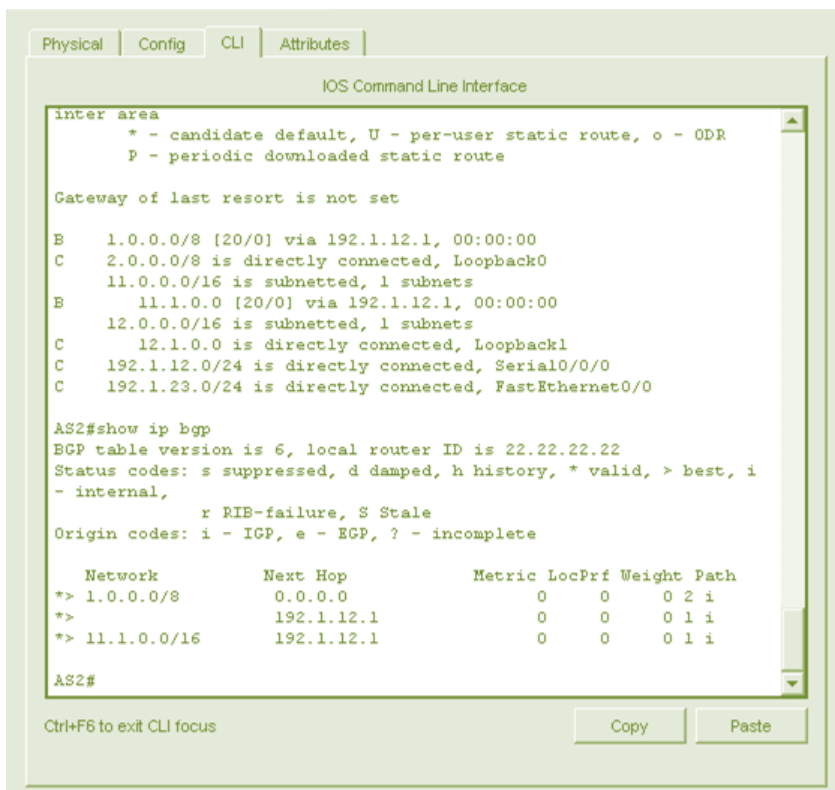 Physical Config CLI Attributes
IOS Command Line Interface
inter area
* - candidate default, U - per-user static route, o - ODR
P - periodic downloaded static route
Gateway of last resort is not set
B 1.0.0.0/8 [20/0] via 192.1.12.1, 00:00:00
C 2.0.0.0/8 is directly connected, Loopback0
11.0.0.0/16 is subnetted, 1 subnets
B 11.1.0.0 [20/0] via 192.1.12.1, 00:00:00
12.0.0.0/16 is subnetted, 1 subnets
C 12.1.0.0 is directly connected, Loopback1
C 192.1.12.0/24 is directly connected, Serial0/0/0
C 192.1.23.0/24 is directly connected, FastEthernet0/0
AS2#show ip bgp
BGP table version is 6, local router ID is 22.22.22.22
Status codes: s suppressed, d damped, h history, * valid, > best, i
- internal,
r RIB-failure, S Stale
Origin codes: i - IGP, e - EGP, ? - incomplete
Network Next Hop Metric LocPrf Weight Path
*> 1.0.0.0/8 0.0.0.0 0 0 0 2 i
*> 192.1.12.1 0 0 0 1 i
*> 11.1.0.0/16 192.1.12.1 0 0 0 1 i
AS2#
Ctrl+F6 to exit CLI focus Copy Paste